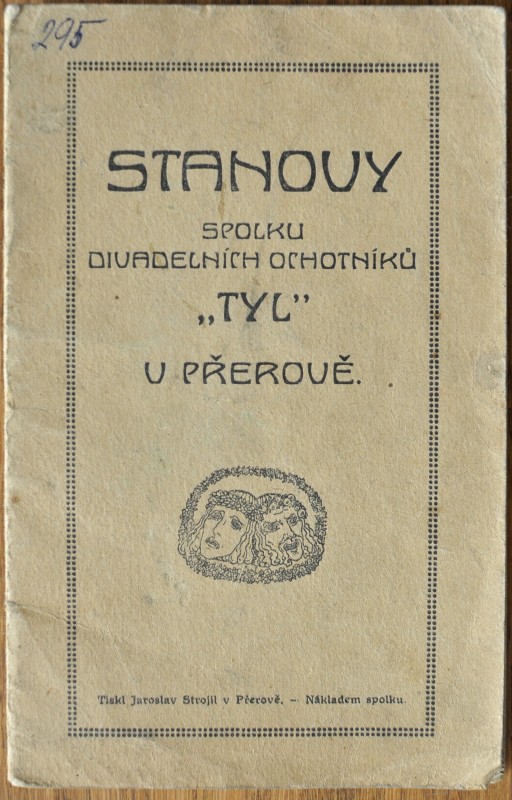 295
STANOVY
SPOLKU
DIVADELNÍCH OCHOTNÍKŮ
„TYL”
V PŘEROVĚ.
Tiskl Jaroslav Strojil v Přerově. – Nákladem spolku.